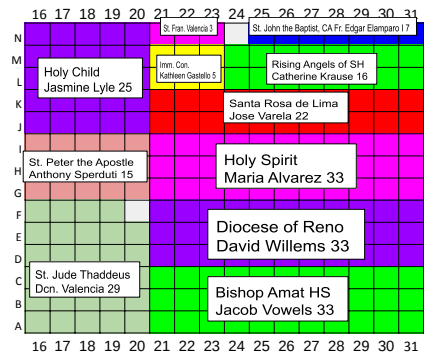 16 17 18 19 20 21 22 23 24 25 26 27 28 29 30 31
N
M
L
K
J
I
H
G
F
E
D
C
B
A
St. Fran. Valencia 3
St. John the Baptist, CA Fr. Edgar Elamparo I 7
Holy Child
Jasmine Lyle 25
Imm. Con.
Kathleen Gastello 5
Rising Angels of SH
Catherine Krause 16
Santa Rosa de Lima
Jose Varela 22
St. Peter the Apostle
Anthony Sperduti 15
Holy Spirit
Maria Alvarez 33
Diocese of Reno
David Willems 33
St. Jude Thaddeus
Dcn. Valencia 29
Bishop Amat HS
Jacob Vowels 33
16 17 18 19 20 21 22 23 24 25 26 27 28 29 30 31